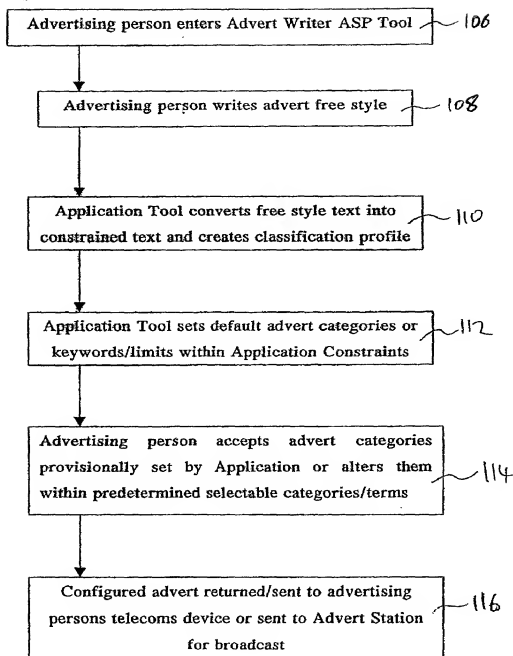 Advertising person enters Advert Writer ASP Tool
106
Advertising person writes advert free style
108
Application Tool converts free style text into
constrained text and creates classification profile
110
Application Tool sets default advert categories or
keywords/limits within Application Constraints
112
Advertising person accepts advert categories
provisionally set by Application or alters them
within predetermined selectable categories/terms
114
Configured advert returned/sent to advertising
persons telecoms device or sent to Advert Station
for broadcast
116